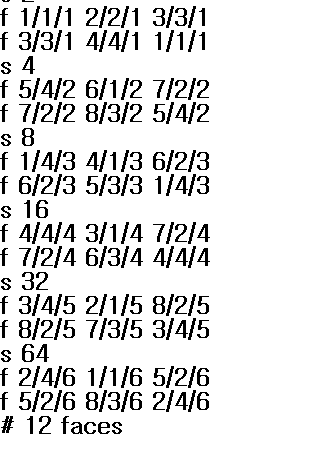 f 1/1/1 2/2/1 3/3/1
f 3/3/1 4/4/1 1/1/1
s 4
f 5/4/2 6/1/2 7/2/2
f 7/2/2 8/3/2 5/4/2
s 8
f 1/4/3 4/1/3 6/2/3
f 6/2/3 5/3/3 1/4/3
s 16
f 4/4/4 3/1/4 7/2/4
f 7/2/4 6/3/4 4/4/4
s 32
f 3/4/5 2/1/5 8/2/5
f 8/2/5 7/3/5 3/4/5
s 64
f 2/4/6 1/1/6 5/2/6
f 5/2/6 8/3/6 2/4/6
# 12 faces